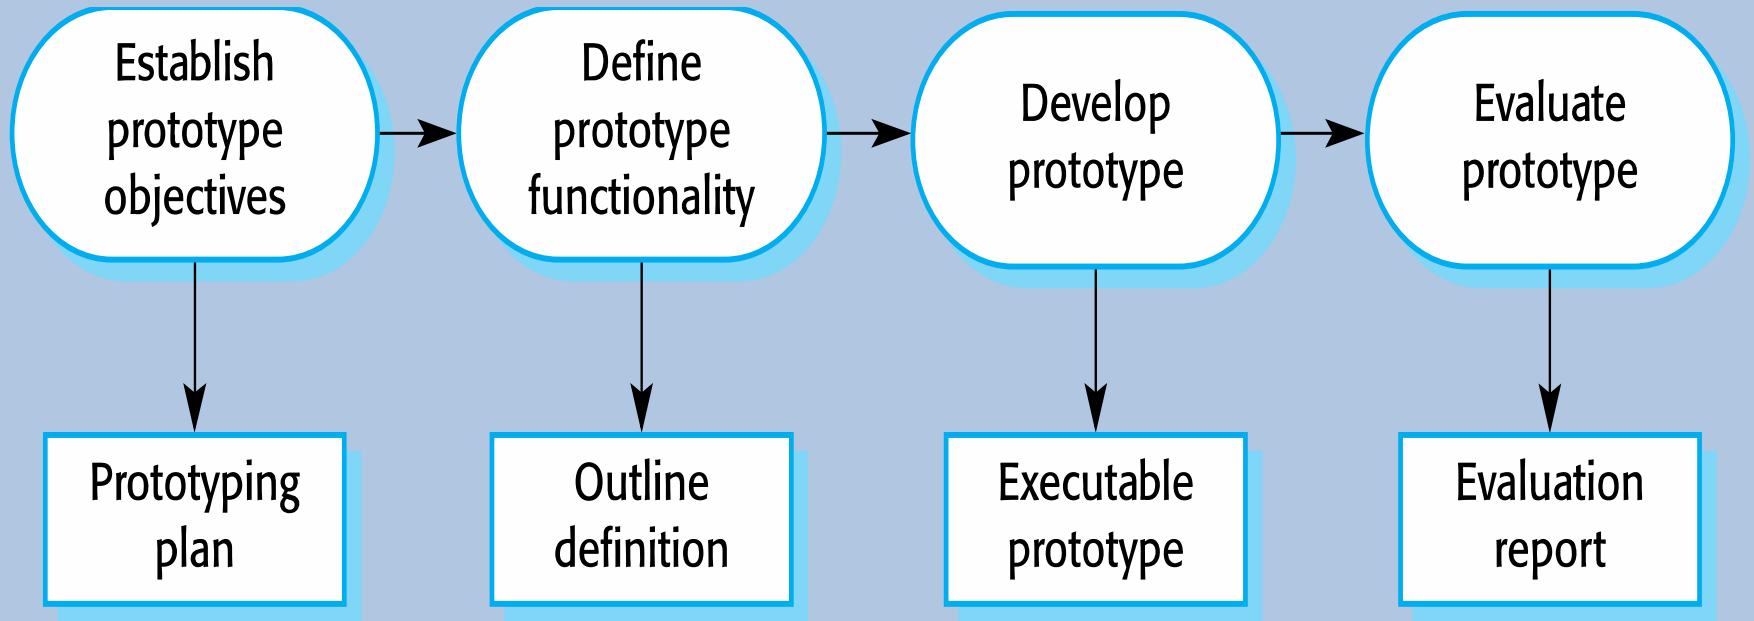 Establish
prototype
objectives
Define
prototype
functionality
Develop
prototype
Evaluate
prototype
Prototyping
plan
Outline
definition
Executable
prototype
Evaluation
report